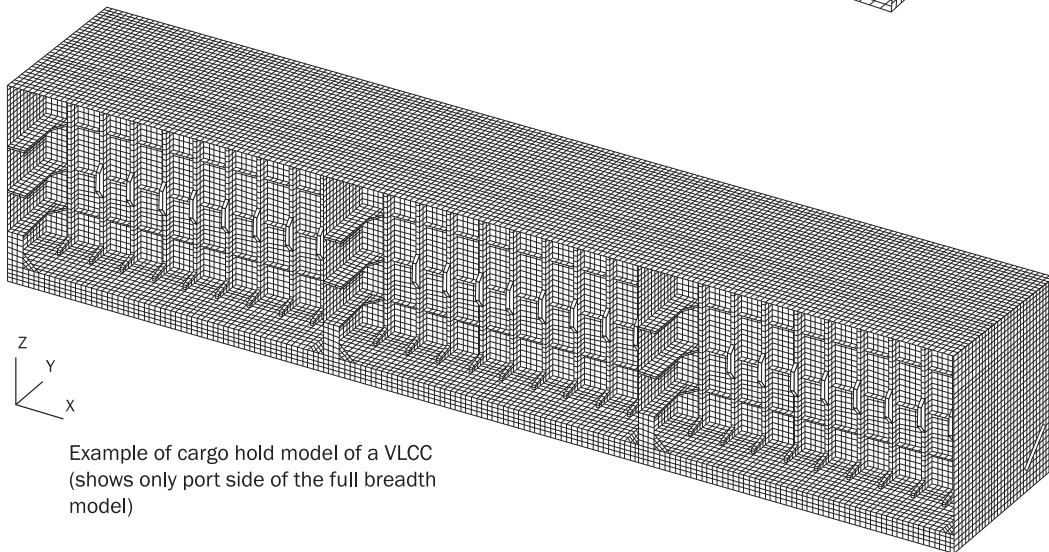 Z
Y
X
Example of cargo hold model of a VLCC
(shows only port side of the full breadth
model)